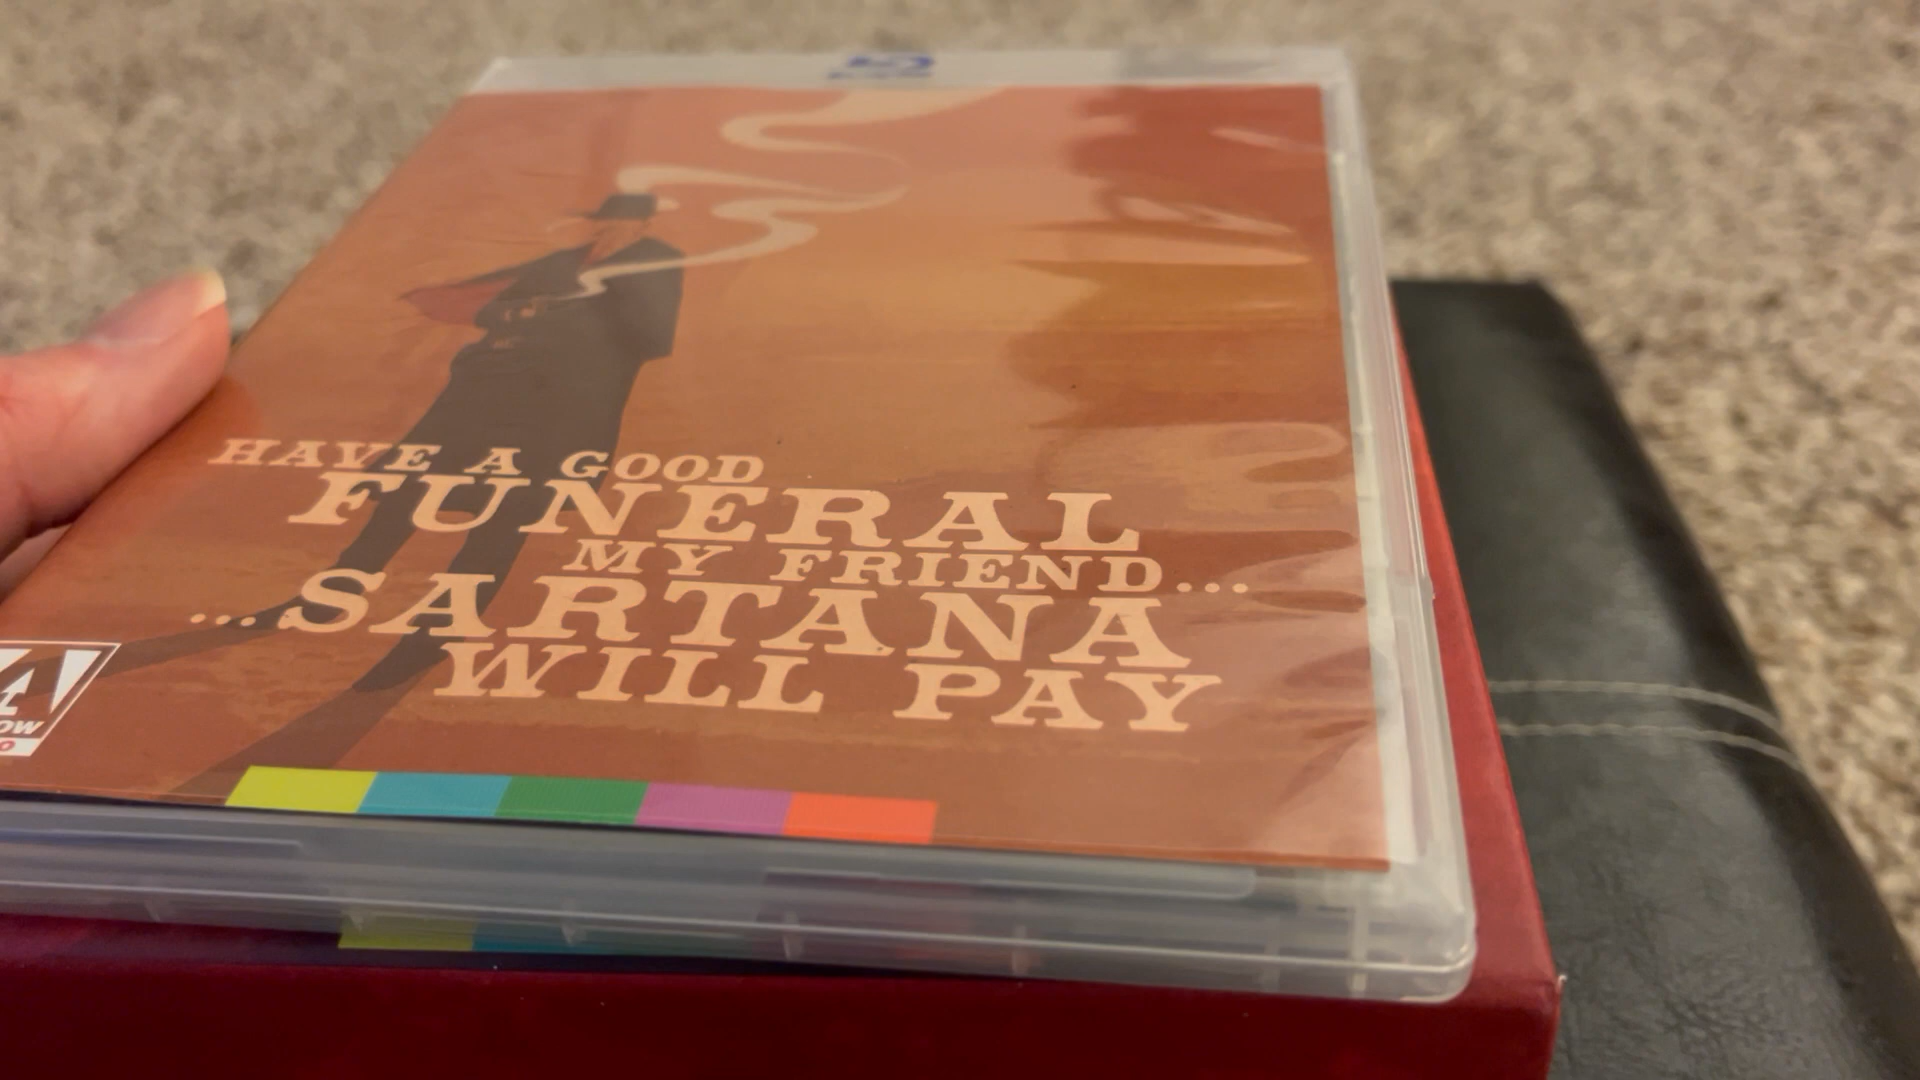 HAVE A GOOD
FUNERAL
MY FRIEND...
...SARTANA
WILL PAY